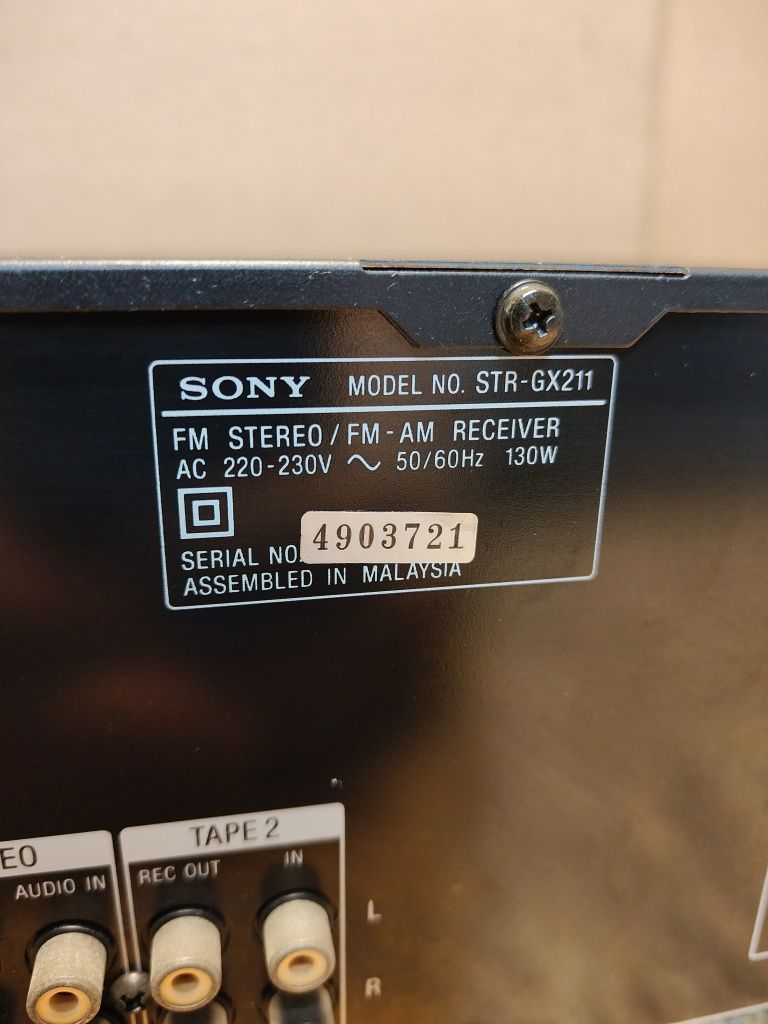 SONY MODEL NO. STR-GX211
FM STEREO / FM-AM RECEIVER
AC 220-230V ~ 50/60Hz 130W
SERIAL NO. 4903721
ASSEMBLED IN MALAYSIA
EO
TAPE 2
AUDIO IN
REC OUT
IN
L
R